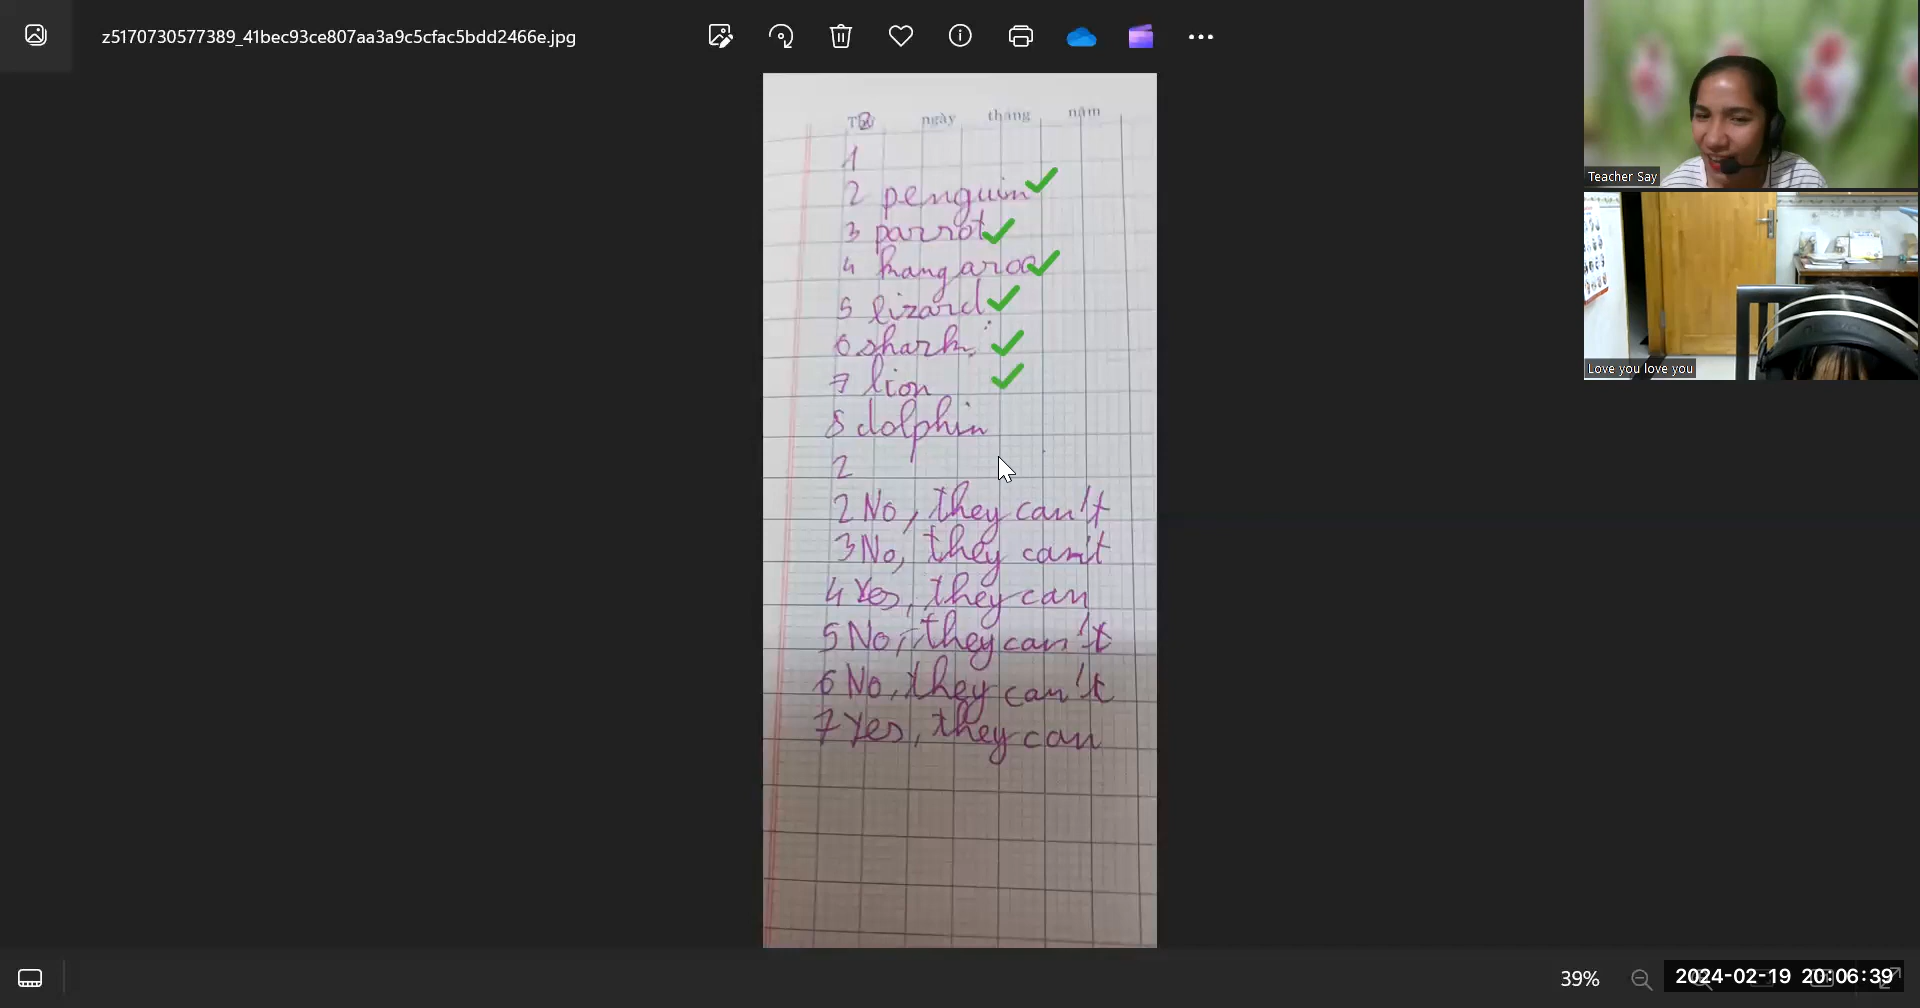 z5170730577389_41bec93ce807aa3a9c5cfac5bdd2466e.jpg
Teacher Say
Love you love you
Thứ ngày tháng năm
1
2 penguin
3 parrot
4 kangaroo
5 lizard
6 shark
7 lion
8 dolphin
2
2 No, they can't
3 No, they can't
4 Yes, they can
5 No, they can't
6 No, they can't
7 Yes, they can
39%
2024-02-19 20:06:39